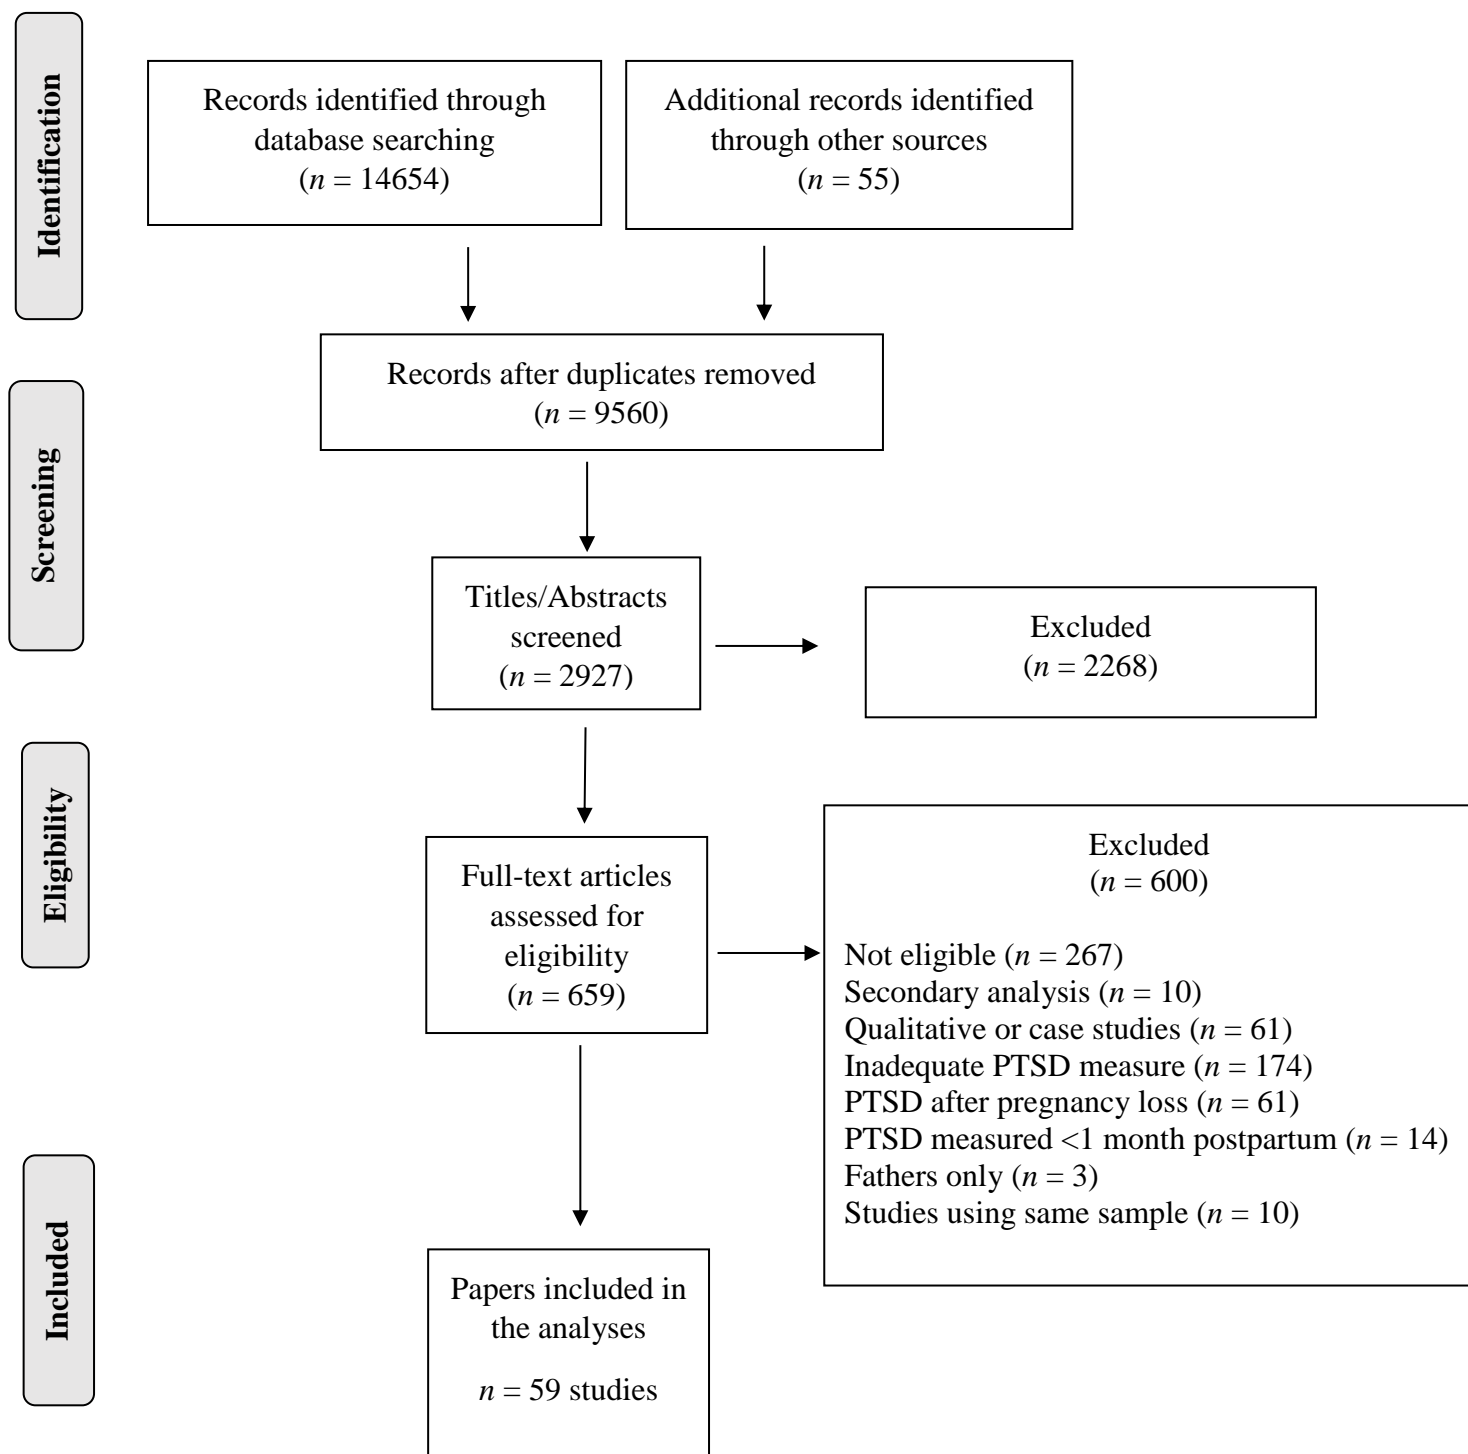 Identification
Records identified through
database searching
(n = 14654)
Additional records identified
through other sources
(n = 55)
Records after duplicates removed
(n = 9560)
Screening
Titles/Abstracts
screened
(n = 2927)
Excluded
(n = 2268)
Eligibility
Full-text articles
assessed for
eligibility
(n = 659)
Excluded
(n = 600)
Not eligible (n = 267)
Secondary analysis (n = 10)
Qualitative or case studies (n = 61)
Inadequate PTSD measure (n = 174)
PTSD after pregnancy loss (n = 61)
PTSD measured <1 month postpartum (n = 14)
Fathers only (n = 3)
Studies using same sample (n = 10)
Included
Papers included in
the analyses
n = 59 studies